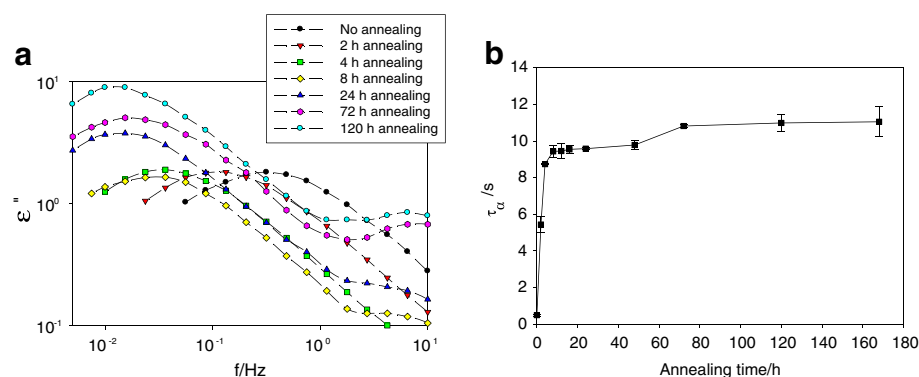 a
No annealing
2 h annealing
4 h annealing
8 h annealing
24 h annealing
72 h annealing
120 h annealing
10¹
10⁰
10⁻¹
ε"
10⁻² 10⁻¹ 10⁰ 10¹
f/Hz
b
14
12
10
8
6
4
2
0
τα /s
0 20 40 60 80 100 120 140 160 180
Annealing time/h